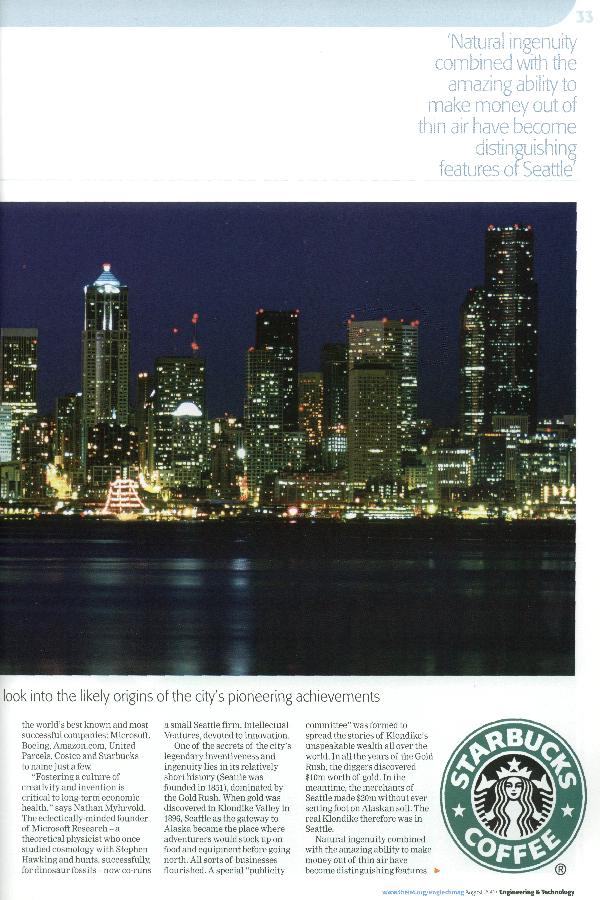 33
'Natural ingenuity
combined with the
amazing ability to
make money out of
thin air have become
distinguishing
features of Seattle'
look into the likely origins of the city's pioneering achievements
the world's best known and most
successful companies: Microsoft,
Boeing, Amazon.com, United
Parcels, Costco and Starbucks
to name just a few.
"Fostering a culture of
creativity and invention is
critical to long-term economic
health," says Nathan Myhrvold.
The eclectically-minded founder
of Microsoft Research – a
theoretical physicist who once
studied cosmology with Stephen
Hawking and hunts, successfully,
for dinosaur fossils – now co-runs
a small Seattle firm, Intellectual
Ventures, devoted to innovation.
One of the secrets of the city's
legendary inventiveness and
ingenuity lies in its relatively
short history (Seattle was
founded in 1851), dominated by
the Gold Rush. When gold was
discovered in Klondike Valley in
1896, Seattle as the gateway to
Alaska became the place where
adventurers would stock up on
food and equipment before going
north. All sorts of businesses
flourished. A special "publicity
committee" was formed to
spread the stories of Klondike's
unspeakable wealth all over the
world. In all the years of the Gold
Rush, the diggers discovered
$10m worth of gold. In the
meantime, the merchants of
Seattle made $20m without ever
setting foot on Alaskan soil. The
real Klondike therefore was in
Seattle.
Natural ingenuity combined
with the amazing ability to make
money out of thin air have
become distinguishing features
STARBUCKS
COFFEE
®
www.theiet.org/engtechmag August Engineering & Technology